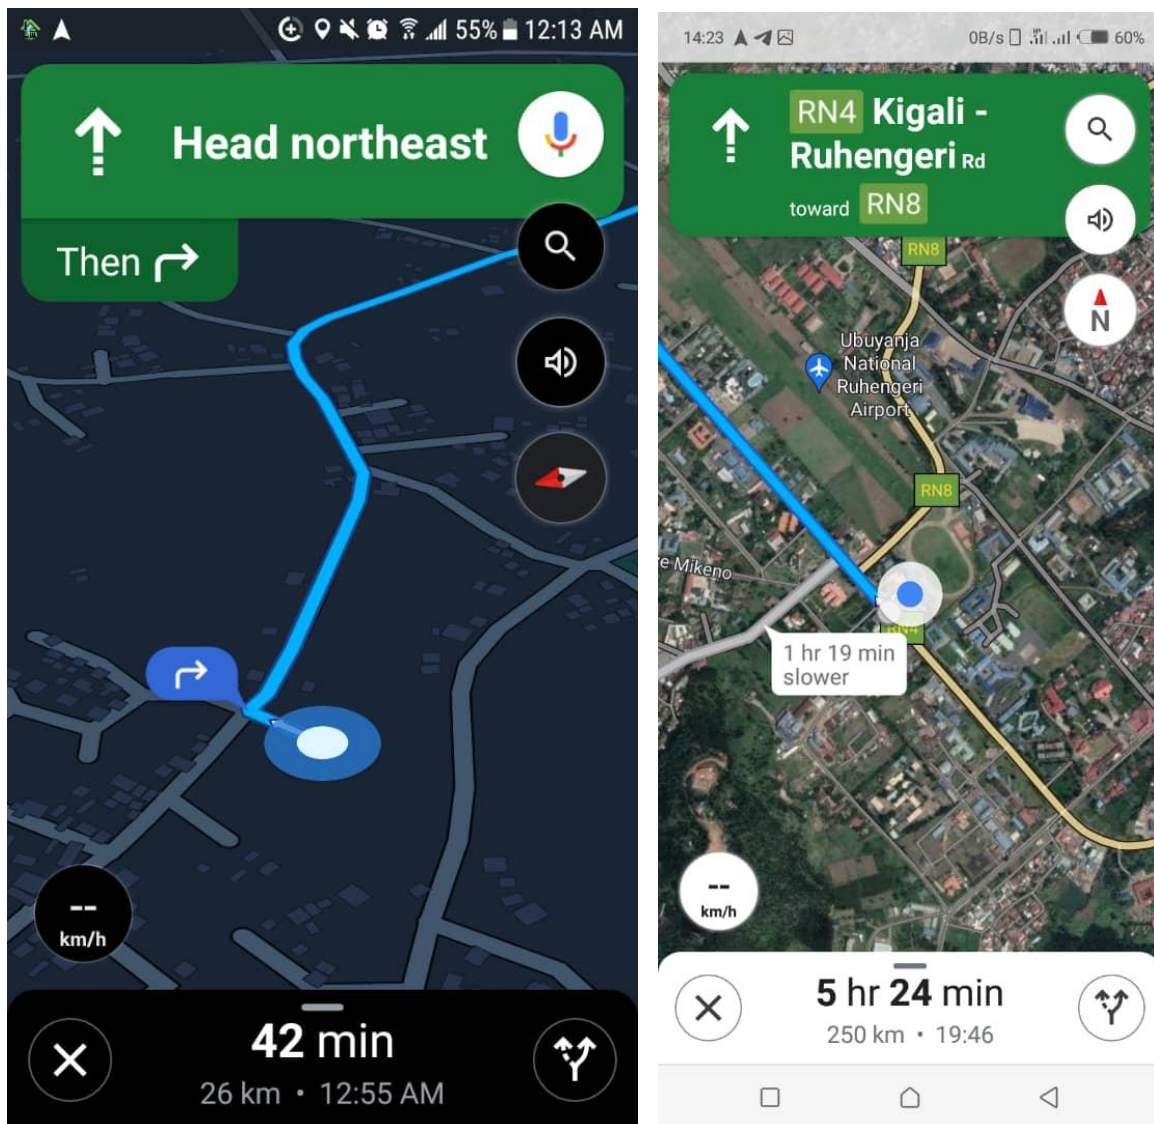 55% 12:13 AM
Head northeast
Then
--
km/h
42 min
26 km • 12:55 AM
14:23
0B/s 60%
RN4 Kigali -
Ruhengeri Rd
toward RN8
N
RN8
Ubuyanja
National
Ruhengeri
Airport
RN8
re Mikeno
RN4
1 hr 19 min
slower
--
km/h
5 hr 24 min
250 km • 19:46